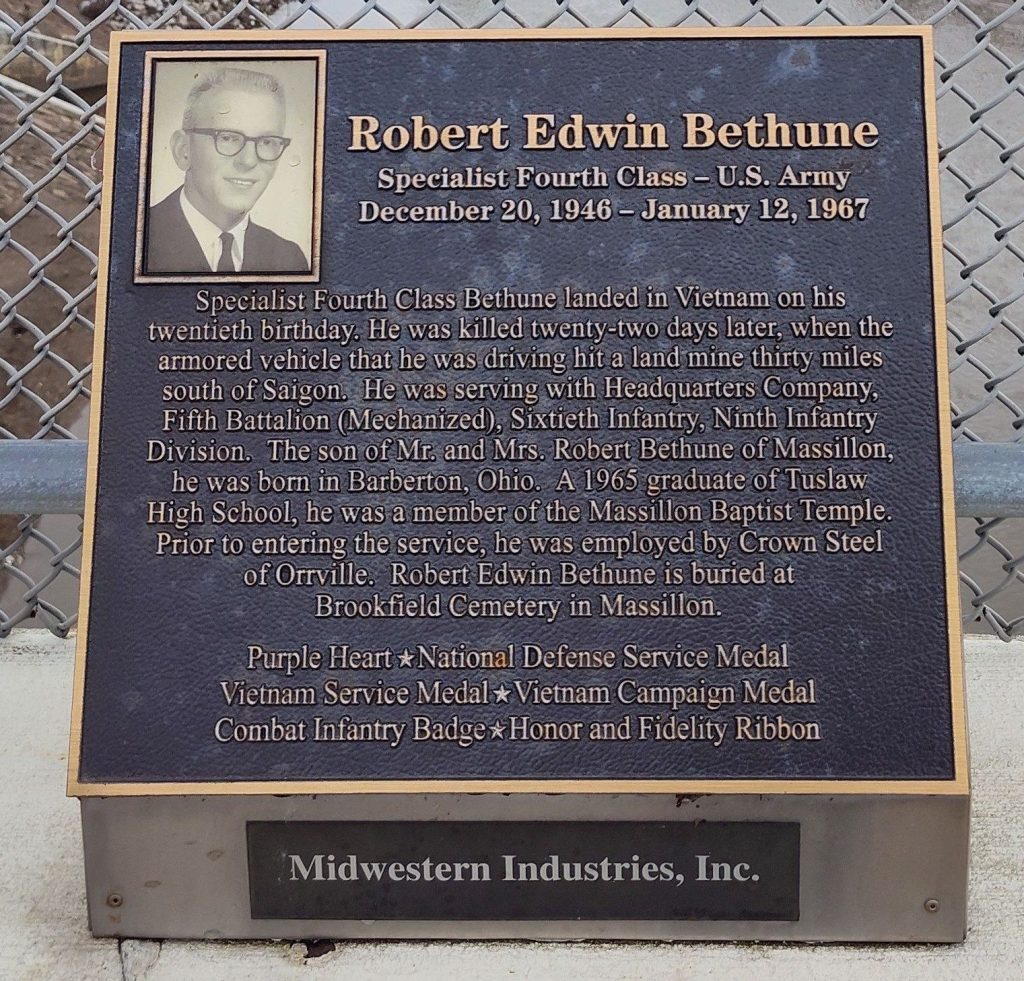 Robert Edwin Bethune
Specialist Fourth Class – U.S. Army
December 20, 1946 – January 12, 1967
Specialist Fourth Class Bethune landed in Vietnam on his
twentieth birthday. He was killed twenty-two days later, when the
armored vehicle that he was driving hit a land mine thirty miles
south of Saigon. He was serving with Headquarters Company,
Fifth Battalion (Mechanized), Sixtieth Infantry, Ninth Infantry
Division. The son of Mr. and Mrs. Robert Bethune of Massillon,
he was born in Barberton, Ohio. A 1965 graduate of Tuslaw
High School, he was a member of the Massillon Baptist Temple.
Prior to entering the service, he was employed by Crown Steel
of Orrville. Robert Edwin Bethune is buried at
Brookfield Cemetery in Massillon.
Purple Heart★National Defense Service Medal
Vietnam Service Medal★Vietnam Campaign Medal
Combat Infantry Badge★Honor and Fidelity Ribbon
Midwestern Industries, Inc.